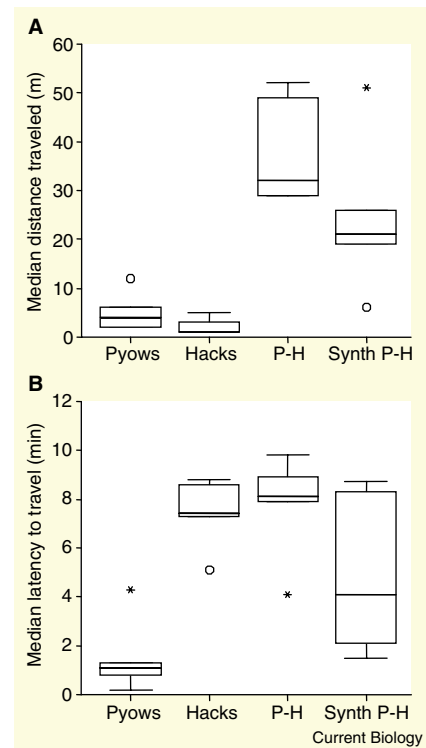 A
Median distance traveled (m)
60
50
40
30
20
10
0
Pyows Hacks P-H Synth P-H
B
Median latency to travel (min)
12
10
8
6
4
2
0
Pyows Hacks P-H Synth P-H
Current Biology